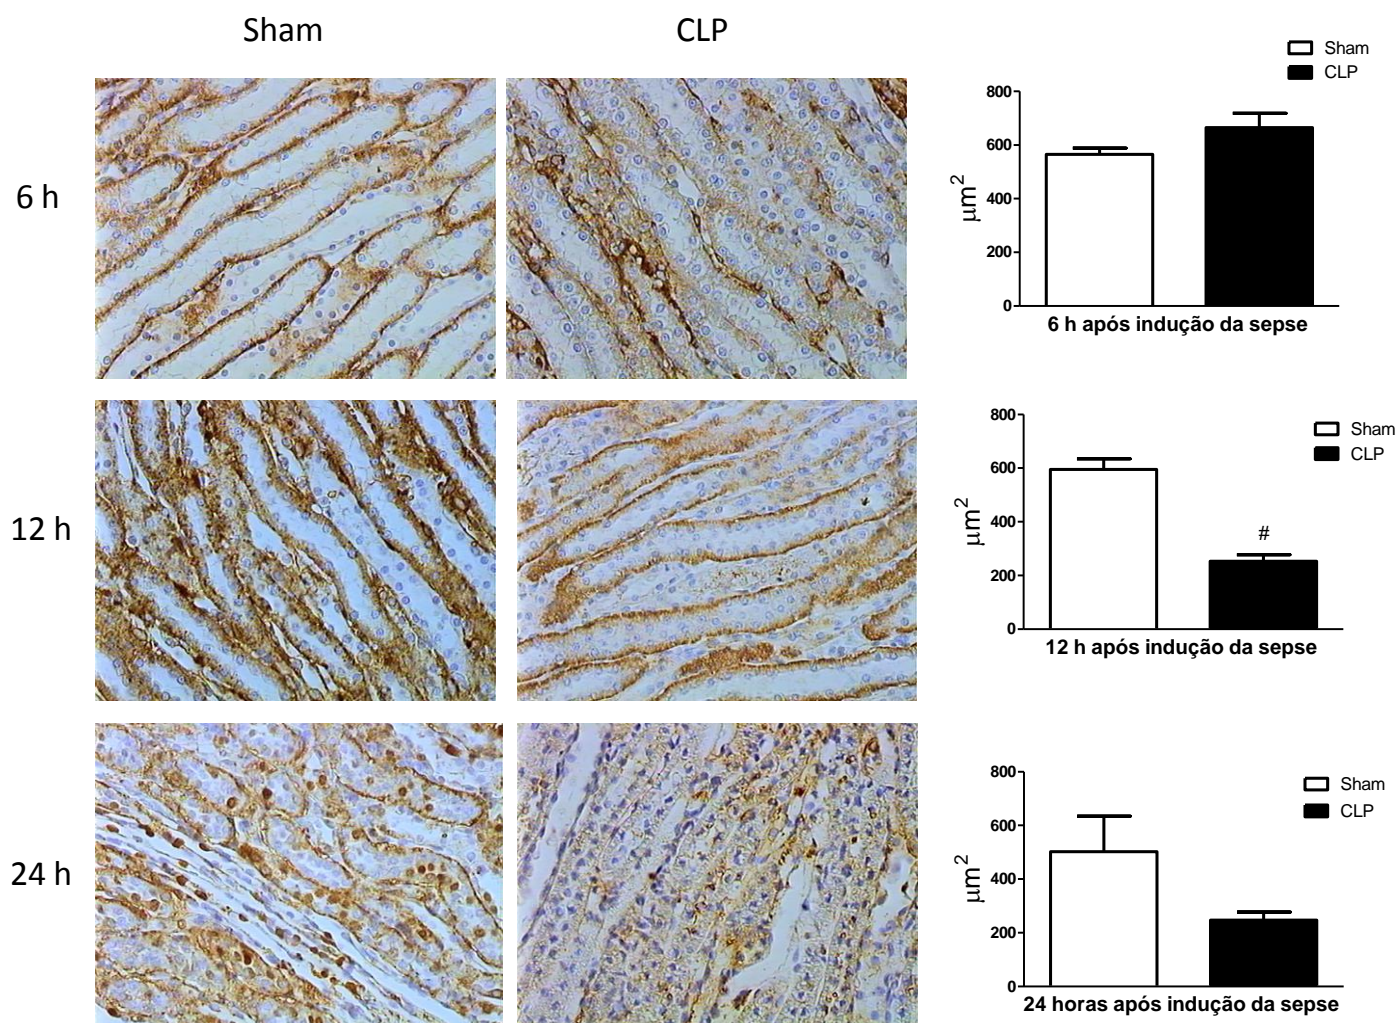 Sham
CLP
Sham
CLP
6 h
800
600
400
200
0
μm²
6 h após indução da sepse
12 h
800
600
400
200
0
μm²
Sham
CLP
#
12 h após indução da sepse
24 h
800
600
400
200
0
μm²
Sham
CLP
24 horas após indução da sepse